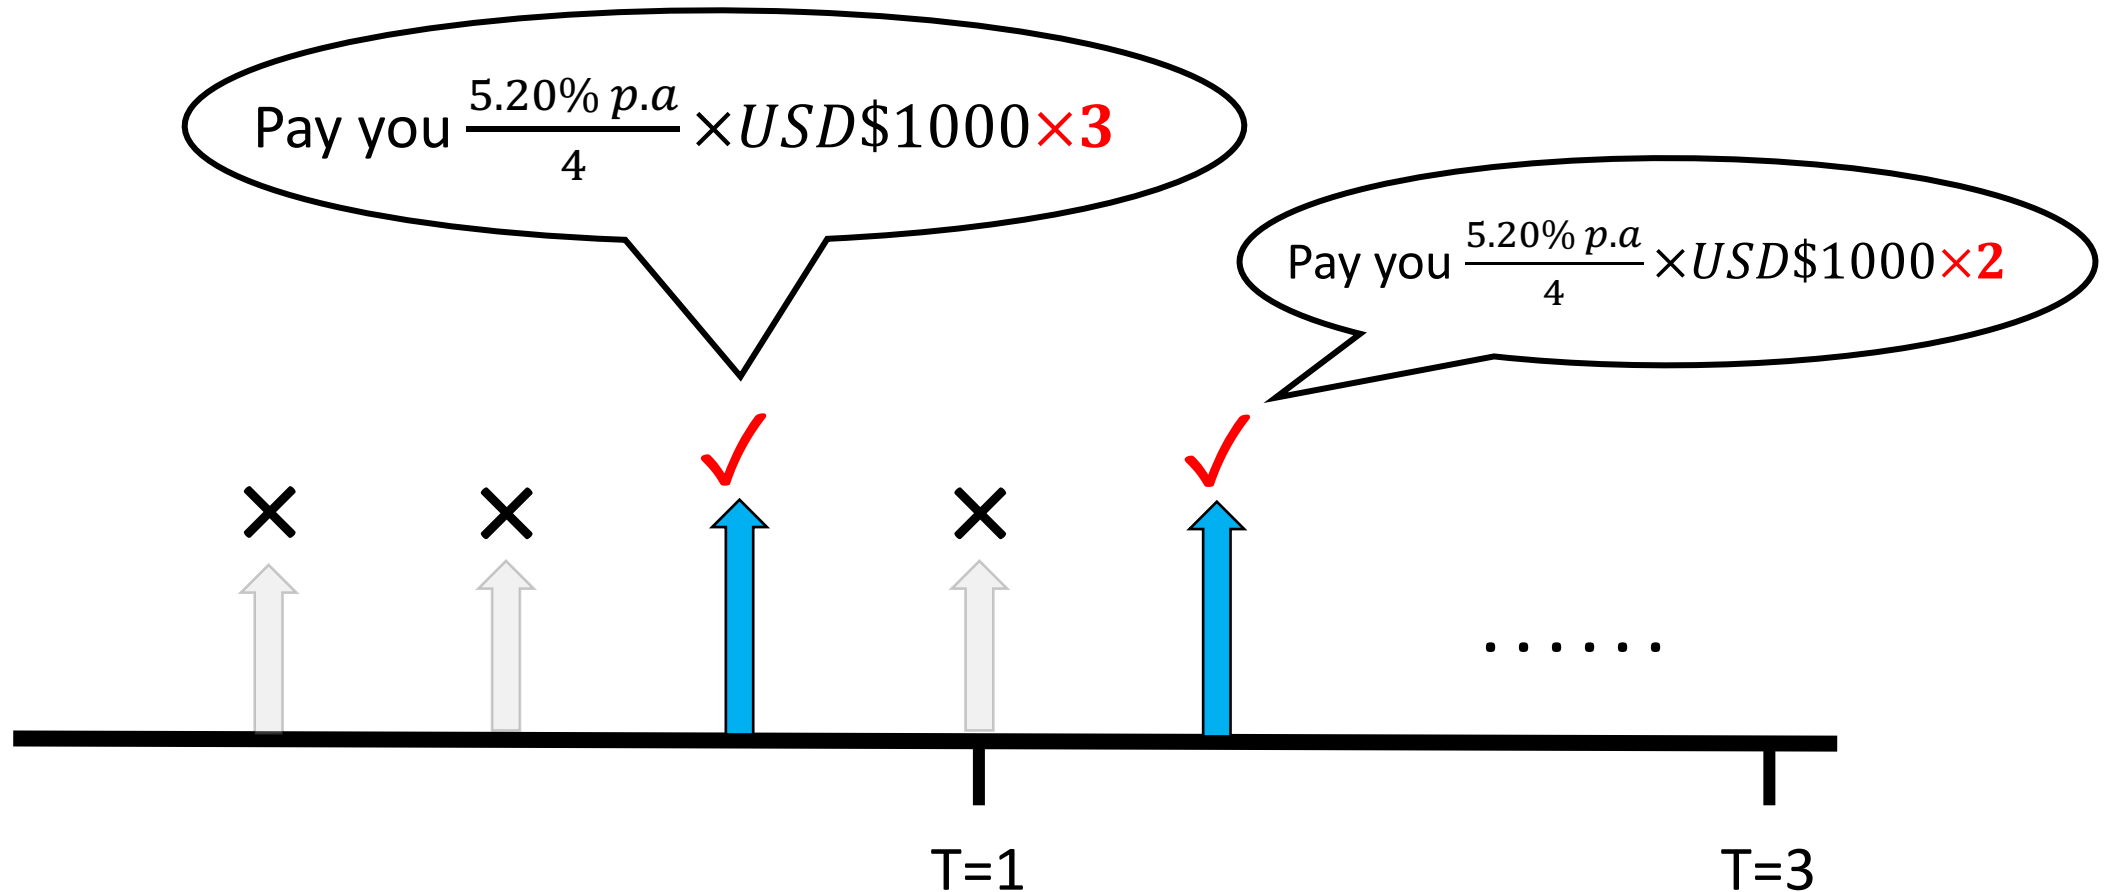 Pay you 5.20% p.a / 4 ×USD$1000×3
Pay you 5.20% p.a / 4 ×USD$1000×2
......
T=1
T=3